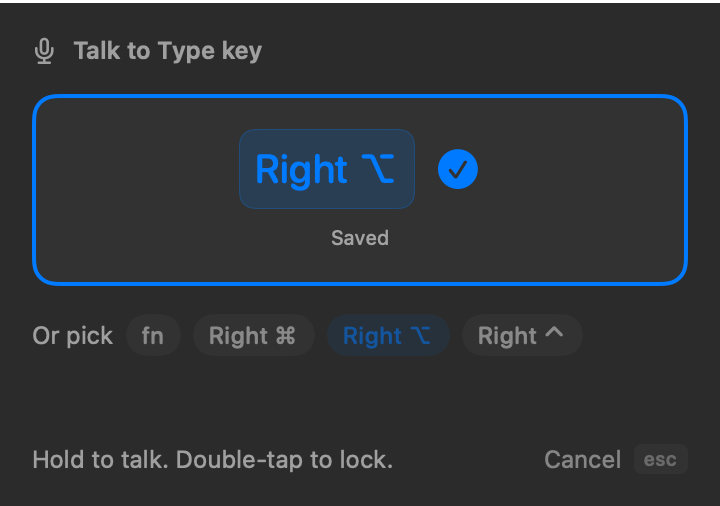 Talk to Type key
Right ⌥
Saved
Or pick fn Right ⌘ Right ⌥ Right ^
Hold to talk. Double-tap to lock. Cancel esc